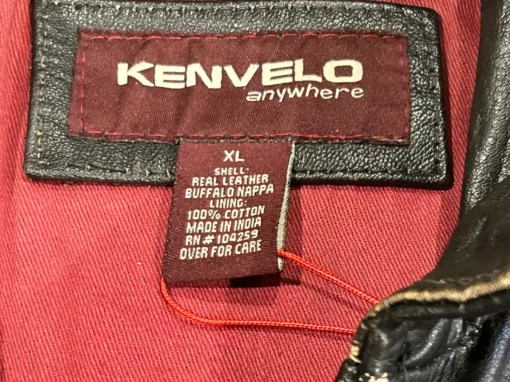 KENVELO
anywhere
XL
SHELL:
REAL LEATHER
BUFFALO NAPPA
LINING:
100% COTTON
MADE IN INDIA
RN #104259
OVER FOR CARE